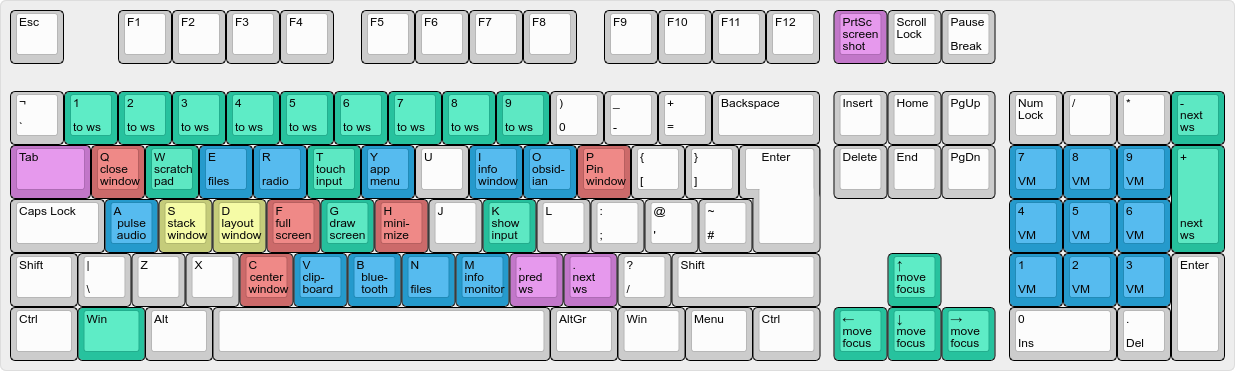 Esc F1 F2 F3 F4 F5 F6 F7 F8 F9 F10 F11 F12 PrtSc Scroll Pause
screen Lock
shot Break
¬ 1 2 3 4 5 6 7 8 9 ) _ + Backspace Insert Home PgUp Num / * -
Lock next
` to ws to ws to ws to ws to ws to ws to ws to ws to ws 0 - = ws
Tab Q W E R T Y U I O P { } Enter Delete End PgDn 7 8 9 +
close scratch touch app info obsid- Pin
window pad files radio input menu window ian window [ ] VM VM VM
Caps Lock A S D F G H J K L : @ ~ 4 5 6
pulse stack layout full draw mini- show next
audio window window screen screen mize input ; ' # VM VM VM ws
Shift | Z X C V B N M , . ? Shift ↑ 1 2 3 Enter
center clip- blue- info pred next move
\ window board tooth files monitor ws ws / focus VM VM VM
Ctrl Win Alt AltGr Win Menu Ctrl ← ↓ → 0 .
move move move
focus focus focus Ins Del